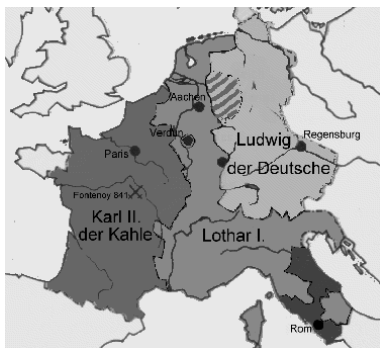 Aachen
Verdun
Paris
Ludwig
Regensburg
der Deutsche
Fontenoy 841
Karl II.
der Kahle
Lothar I.
Rom